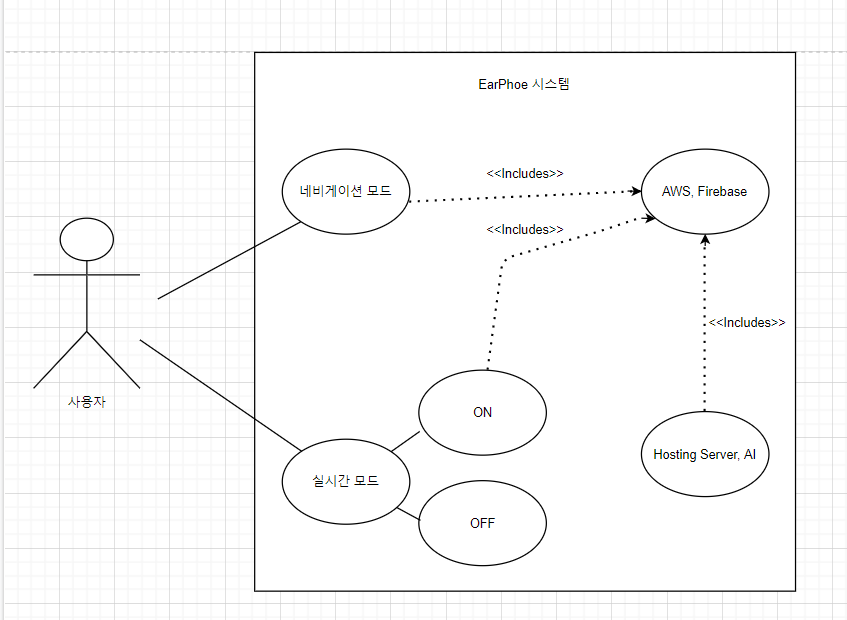 EarPhoe 시스템
네비게이션 모드
<<Includes>>
AWS, Firebase
<<Includes>>
<<Includes>>
사용자
ON
Hosting Server, AI
실시간 모드
OFF